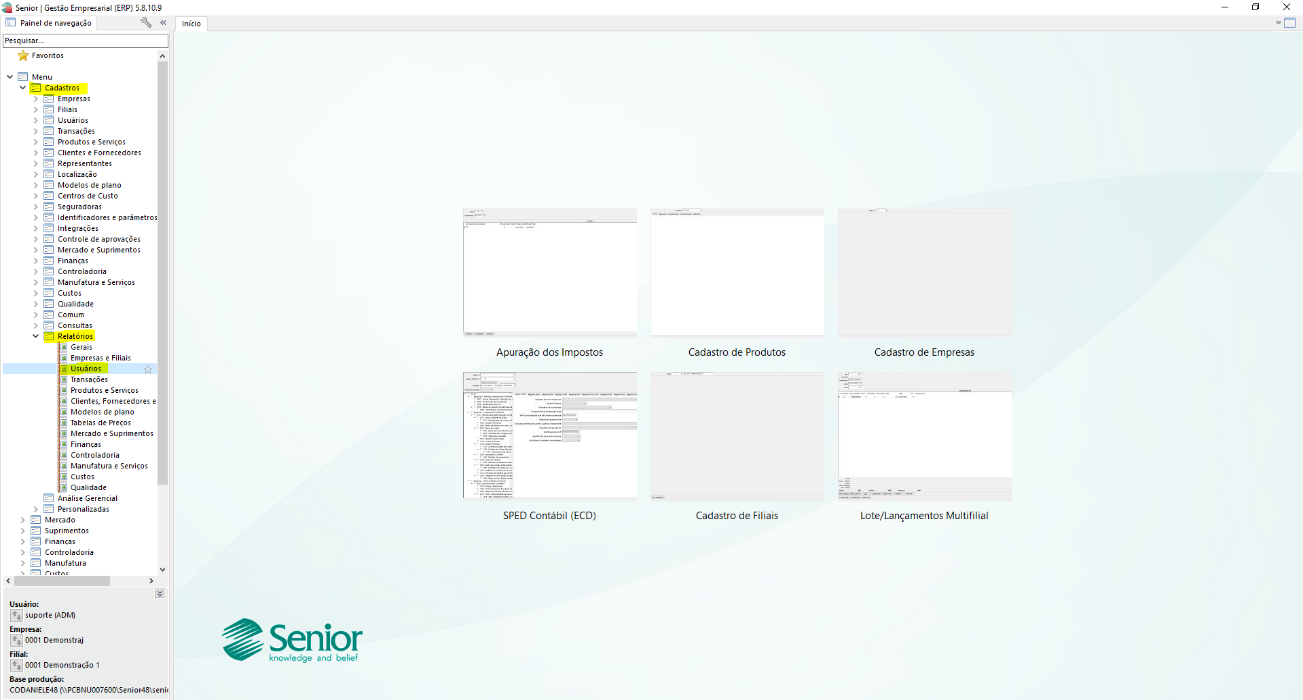 Senior | Gestão Empresarial (ERP) 5.8.10.9
Painel de navegação
Início
Pesquisar...
Favoritos
Menu
Cadastros
Empresas
Filiais
Usuários
Transações
Produtos e Serviços
Clientes e Fornecedores
Representantes
Localização
Modelos de plano
Centros de Custo
Seguradoras
Identificadores e parâmetros
Integrações
Controle de aprovações
Mercado e Suprimentos
Finanças
Controladoria
Manufatura e Serviços
Custos
Qualidade
Comum
Consultas
Relatórios
Gerais
Empresas e Filiais
Usuários
Transações
Produtos e Serviços
Clientes, Fornecedores e
Modelos de plano
Tabelas de Preços
Mercado e Suprimentos
Finanças
Controladoria
Manufatura e Serviços
Custos
Qualidade
Análise Gerencial
Personalizadas
Mercado
Suprimentos
Finanças
Controladoria
Manufatura
Custos
Usuário:
suporte (ADM)
Empresa:
0001 Demonstraj
Filial:
0001 Demonstração 1
Base produção:
CODANIELE48 (\\PCBNU007600\Senior48\senio
Apuração dos Impostos
Cadastro de Produtos
Cadastro de Empresas
SPED Contábil (ECD)
Cadastro de Filiais
Lote/Lançamentos Multifilial
Senior
knowledge and belief